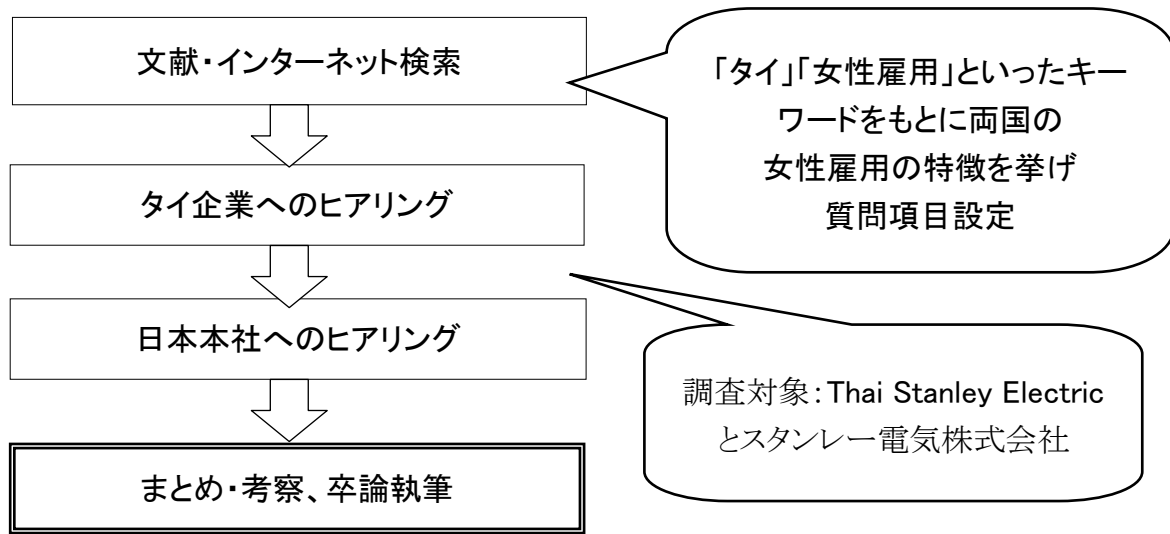 文献・インターネット検索
「タイ」「女性雇用」といったキー
ワードをもとに両国の
女性雇用の特徴を挙げ
質問項目設定
タイ企業へのヒアリング
日本本社へのヒアリング
調査対象：Thai Stanley Electric
とスタンレー電気株式会社
まとめ・考察、卒論執筆